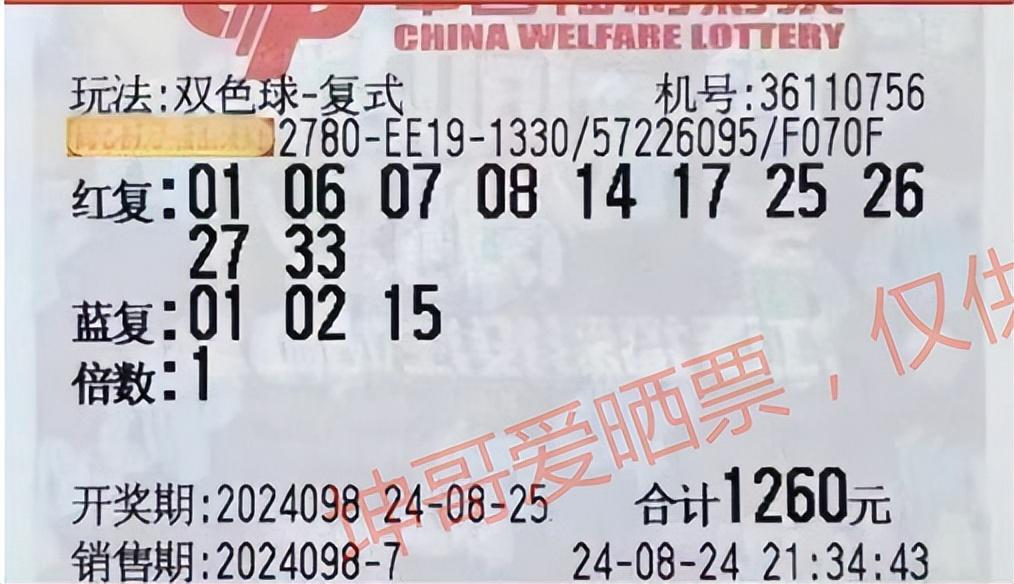 CHINA WELFARE LOTTERY
玩法:双色球-复式 机号:36110756
2780-EE19-1330/57226095/F070F
红复:01 06 07 08 14 17 25 26
27 33
蓝复:01 02 15
倍数:1
坤哥爱晒票，仅供
开奖期:2024098 24-08-25 合计1260元
销售期:2024098-7 24-08-24 21:34:43